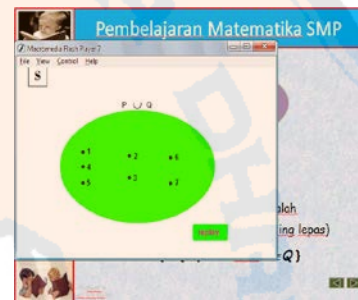 Pembelajaran Matematika SMP
Macromedia Flash Player 7
File View Control Help
S
P ∪ Q
1
2
6
4
3
5
7
alah
ing lepas)
Q }